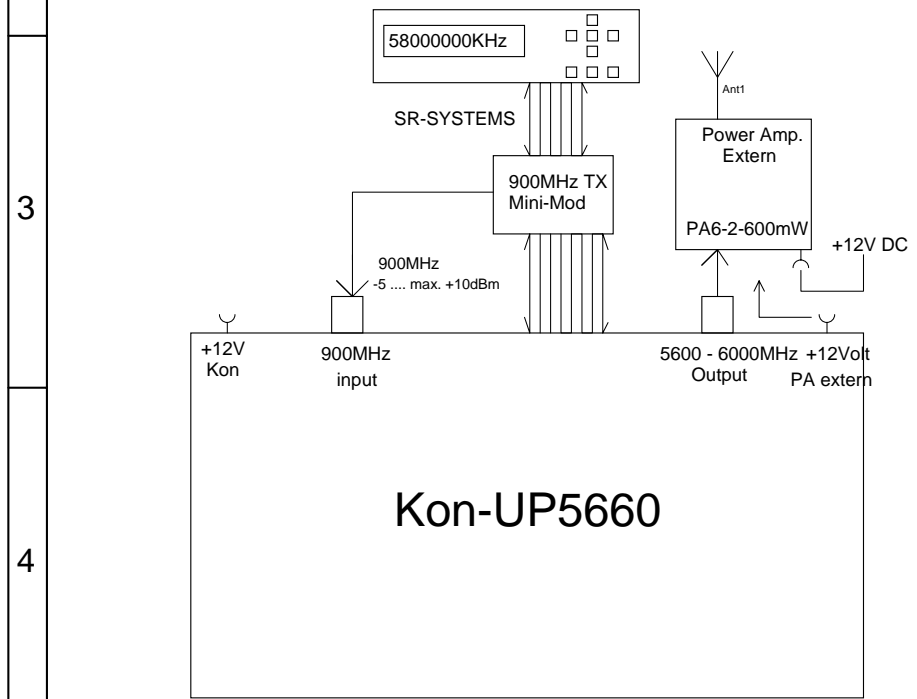 58000000KHz
Ant1
SR-SYSTEMS
Power Amp.
Extern
900MHz TX
Mini-Mod
3
PA6-2-600mW
+12V DC
900MHz
-5 .... max. +10dBm
+12V
Kon
900MHz
input
5600 - 6000MHz
Output
+12Volt
PA extern
Kon-UP5660
4